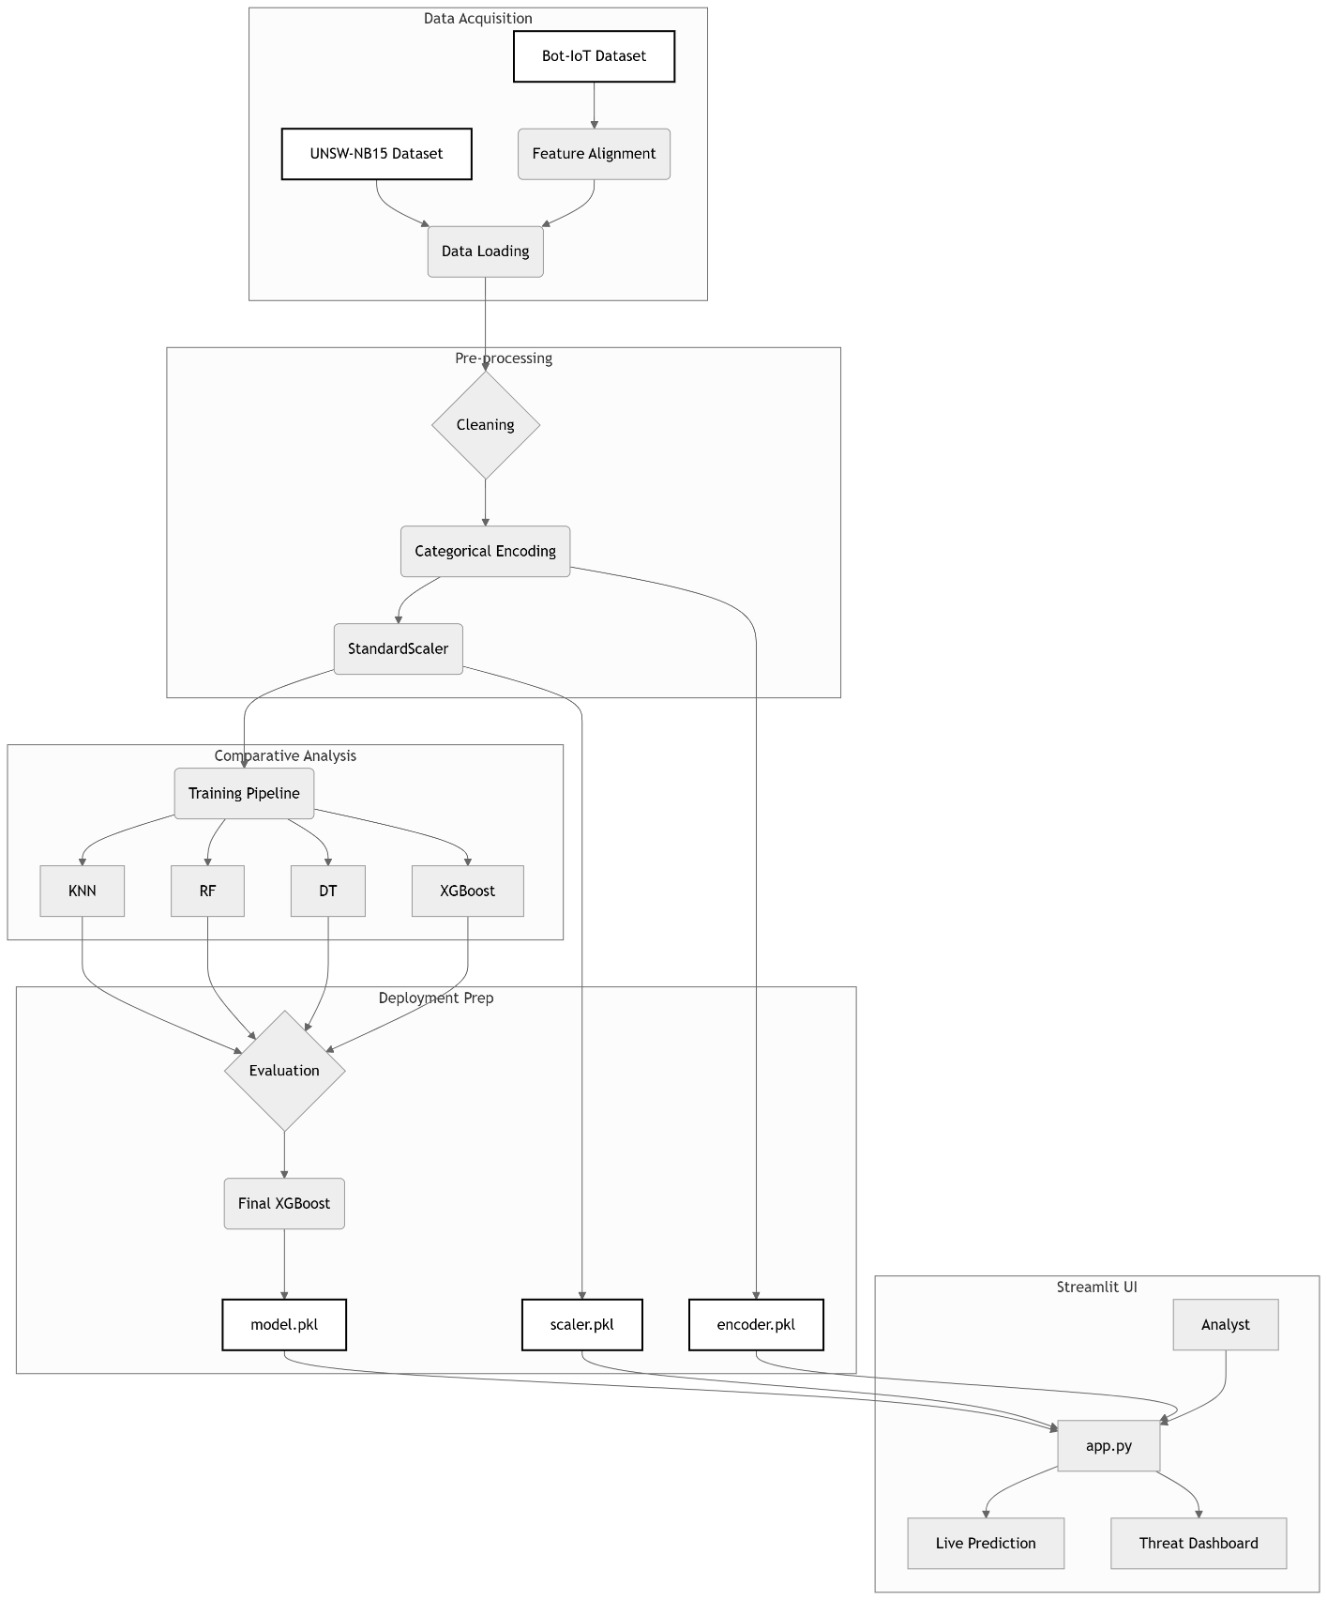 Data Acquisition
Bot-IoT Dataset
UNSW-NB15 Dataset
Feature Alignment
Data Loading
Pre-processing
Cleaning
Categorical Encoding
StandardScaler
Comparative Analysis
Training Pipeline
KNN
RF
DT
XGBoost
Deployment Prep
Evaluation
Final XGBoost
model.pkl
scaler.pkl
encoder.pkl
Streamlit UI
Analyst
app.py
Live Prediction
Threat Dashboard